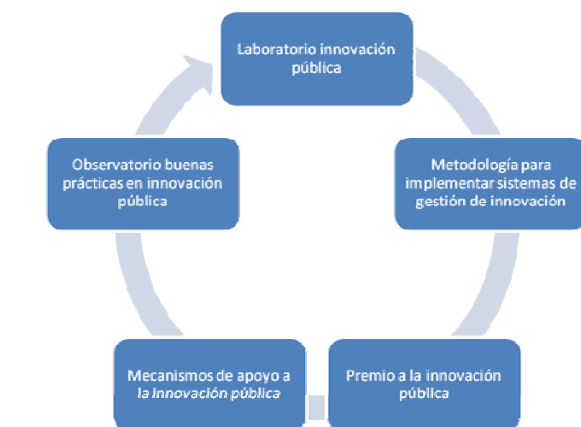 Laboratorio innovación
pública
Metodología para
implementar sistemas de
gestión de innovación
Premio a la innovación
pública
Mecanismos de apoyo a
la innovación pública
Observatorio buenas
prácticas en innovación
pública